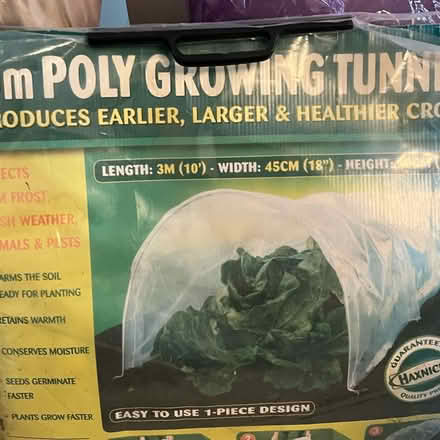 m POLY GROWING TUNN
RODUCES EARLIER, LARGER & HEALTHIER CRO
LENGTH: 3M (10') - WIDTH: 45CM (18") - HEIGHT:
ECTS
M FROST,
SH WEATHER,
MALS & PESTS
ARMS THE SOIL
EADY FOR PLANTING
RETAINS WARMTH
CONSERVES MOISTURE
SEEDS GERMINATE
FASTER
PLANTS GROW FASTER
GUARANTEE
HAXNIC
QUALITY
EASY TO USE 1-PIECE DESIGN